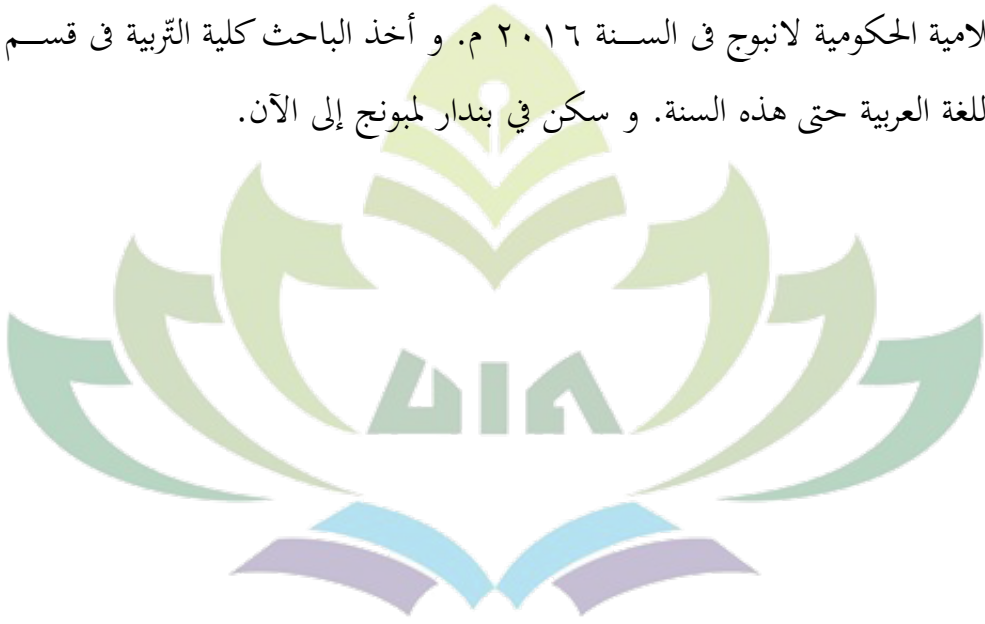 لامية الحكومية لانبوج فى السنة ٢٠١٦ م. و أخذ الباحث كلية التّربية فى قسم
للغة العربية حتى هذه السنة. و سكن في بندار لمبونج إلى الآن.
UIN